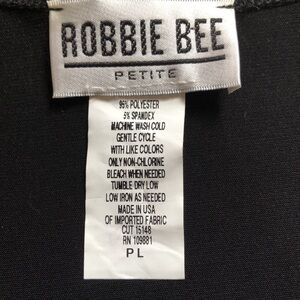 ROBBIE BEE
PETITE
95% POLYESTER
5% SPANDEX
MACHINE WASH COLD
GENTLE CYCLE
WITH LIKE COLORS
ONLY NON-CHLORINE
BLEACH WHEN NEEDED
TUMBLE DRY LOW
LOW IRON AS NEEDED
MADE IN USA
OF IMPORTED FABRIC
CUT 15148
RN 109881
PL